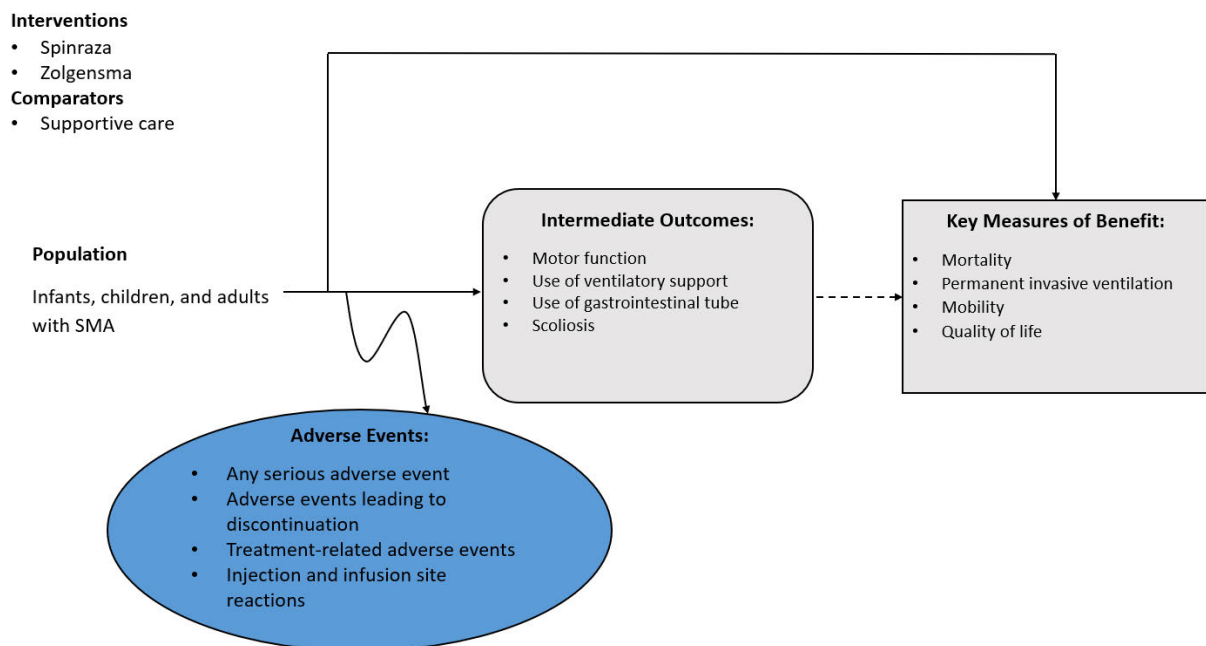 Interventions
• Spinraza
• Zolgensma
Comparators
• Supportive care
Population
Infants, children, and adults
with SMA
Intermediate Outcomes:
• Motor function
• Use of ventilatory support
• Use of gastrointestinal tube
• Scoliosis
Key Measures of Benefit:
• Mortality
• Permanent invasive ventilation
• Mobility
• Quality of life
Adverse Events:
• Any serious adverse event
• Adverse events leading to
discontinuation
• Treatment-related adverse events
• Injection and infusion site
reactions